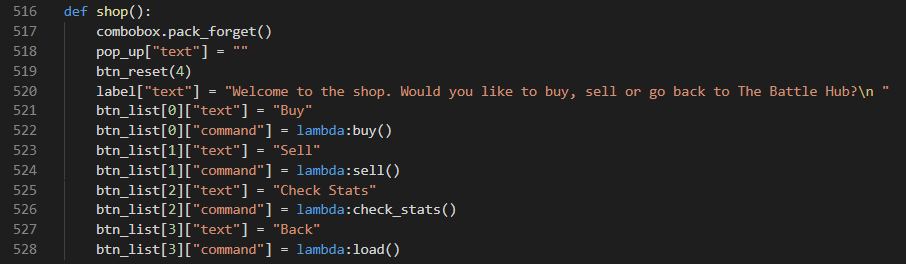 516 def shop():
517 combobox.pack_forget()
518 pop_up["text"] = ""
519 btn_reset(4)
520 label["text"] = "Welcome to the shop. Would you like to buy, sell or go back to The Battle Hub?\n "
521 btn_list[0]["text"] = "Buy"
522 btn_list[0]["command"] = lambda:buy()
523 btn_list[1]["text"] = "Sell"
524 btn_list[1]["command"] = lambda:sell()
525 btn_list[2]["text"] = "Check Stats"
526 btn_list[2]["command"] = lambda:check_stats()
527 btn_list[3]["text"] = "Back"
528 btn_list[3]["command"] = lambda:load()